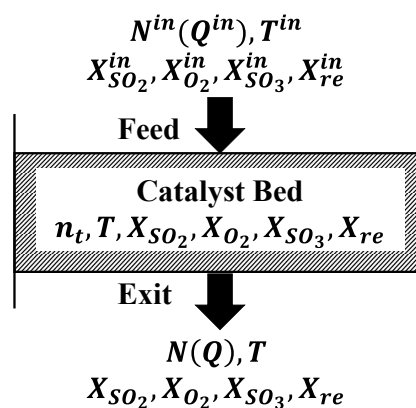 N^{in}(Q^{in}), T^{in}
X_{SO_2}^{in}, X_{O_2}^{in}, X_{SO_3}^{in}, X_{re}^{in}
Feed
Catalyst Bed
n_t, T, X_{SO_2}, X_{O_2}, X_{SO_3}, X_{re}
Exit
N(Q), T
X_{SO_2}, X_{O_2}, X_{SO_3}, X_{re}